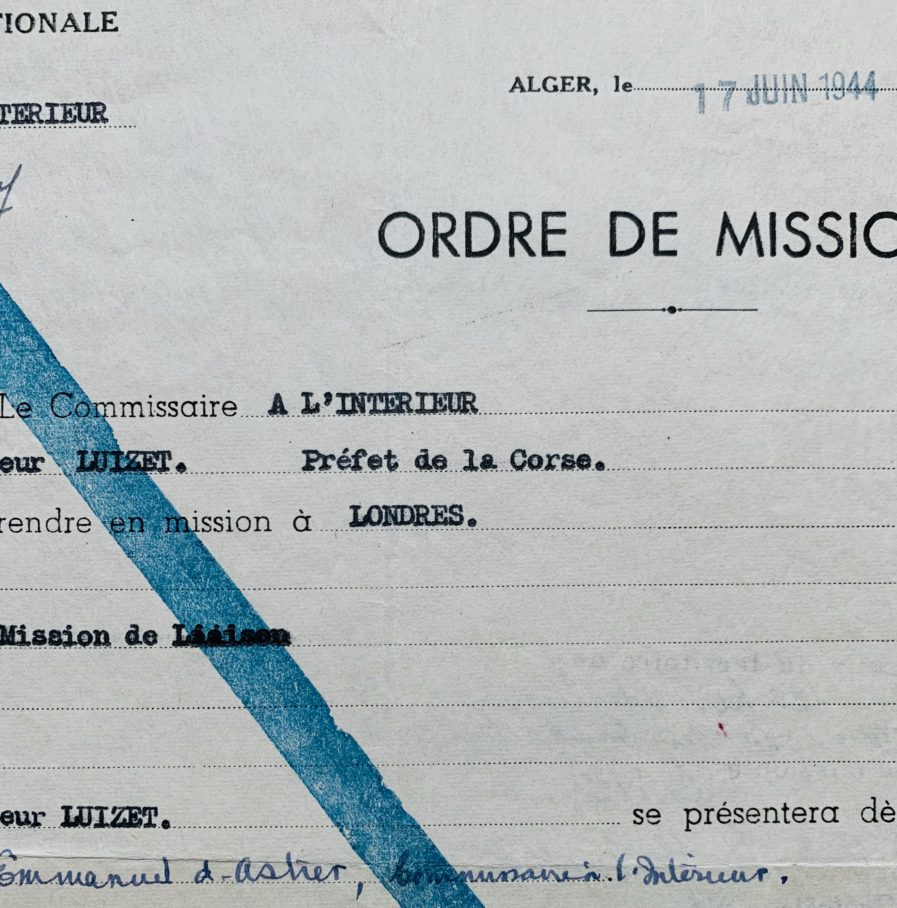 TIONALE
ALGER, le 17 JUIN 1944
TERIEUR
ORDRE DE MISSIO
Le Commissaire A L'INTERIEUR
eur LUIZET. Préfet de la Corse.
rendre en mission à LONDRES.
Mission de Liaison
eur LUIZET. se présentera dè
Emmanuel d'Astier, Commissaire à l'Intérieur.